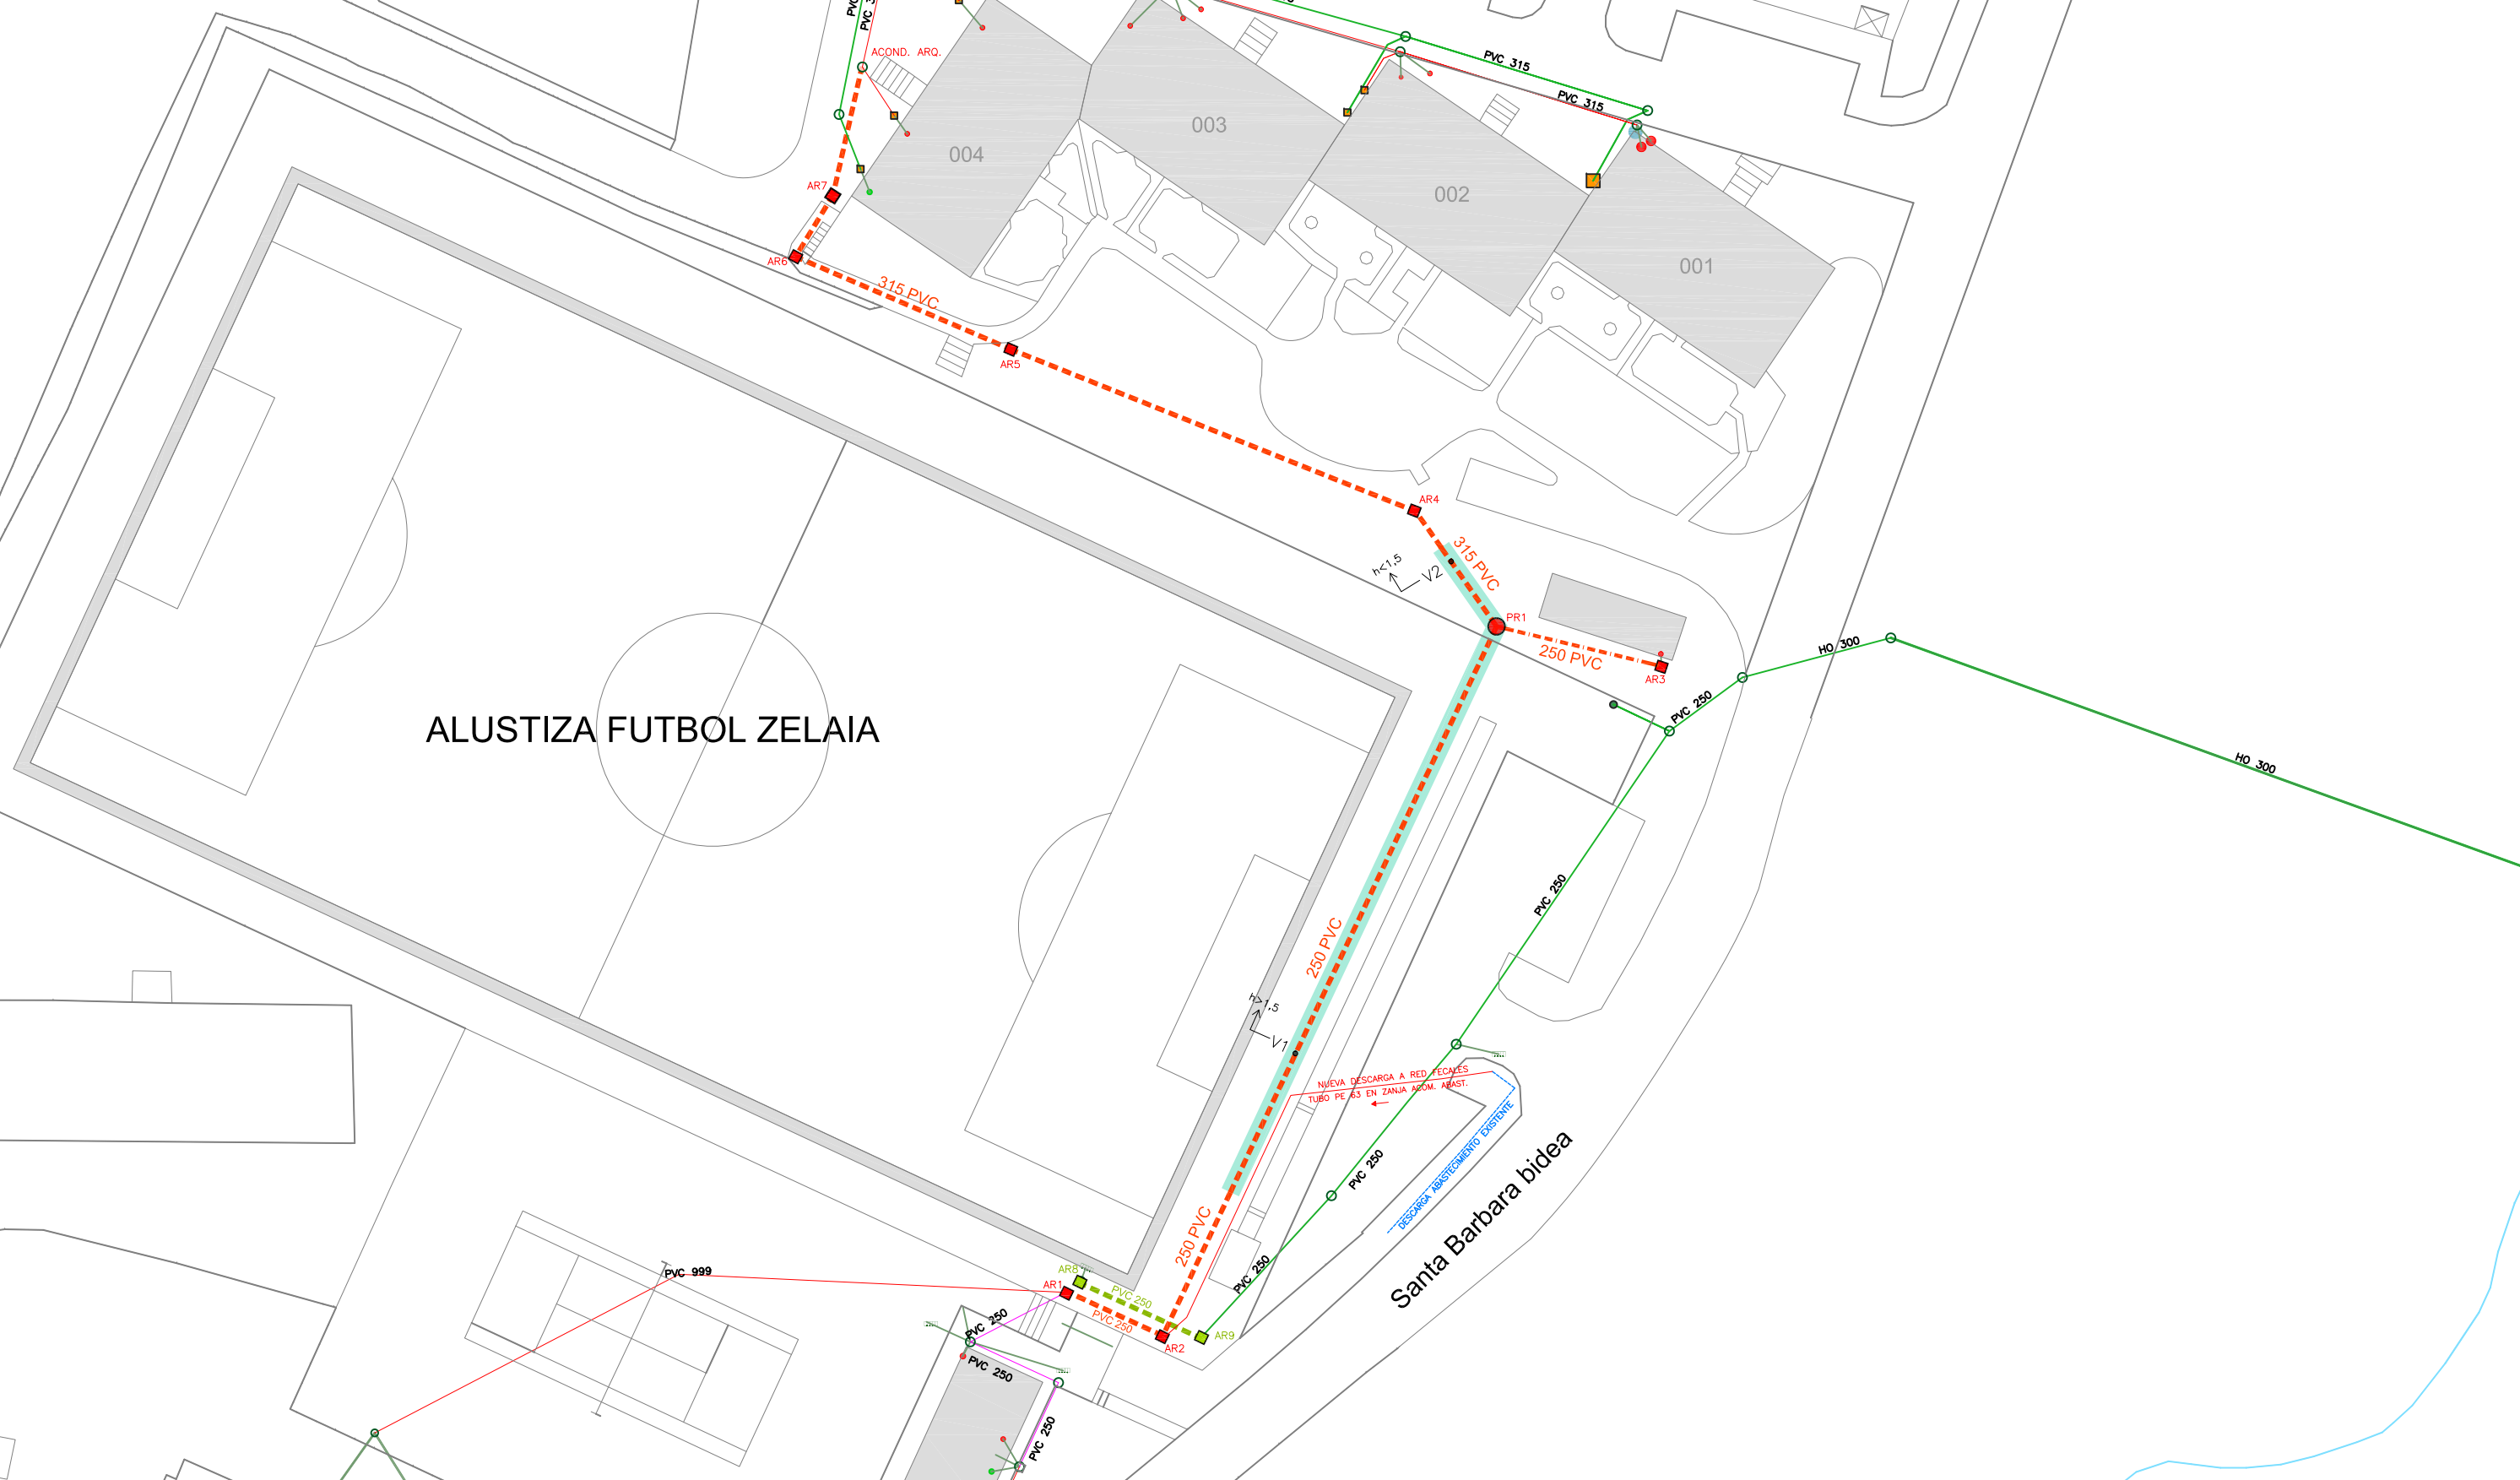 PVC 315
ACOND. ARQ.
PVC 315
003
004
AR7
002
AR6
001
315 PVC
AR5
AR4
315 PVC
h<1,5
V2
PR1
HO 300
250 PVC
AR3
PVC 250
ALUSTIZA FUTBOL ZELAIA
HO 300
PVC 250
250 PVC
h>1,5
V1
NUEVA DESCARGA A RED FECALES
TUBO PE 63 EN ZANJA ACOM. ABAST.
DESCARGA ABASTECIMIENTO EXISTENTE
PVC 250
Santa Barbara bidea
250 PVC
PVC 999
AR8
AR1
PVC 250
PVC 250
PVC 250
PVC 250
AR9
AR2
PVC 250
PVC 250